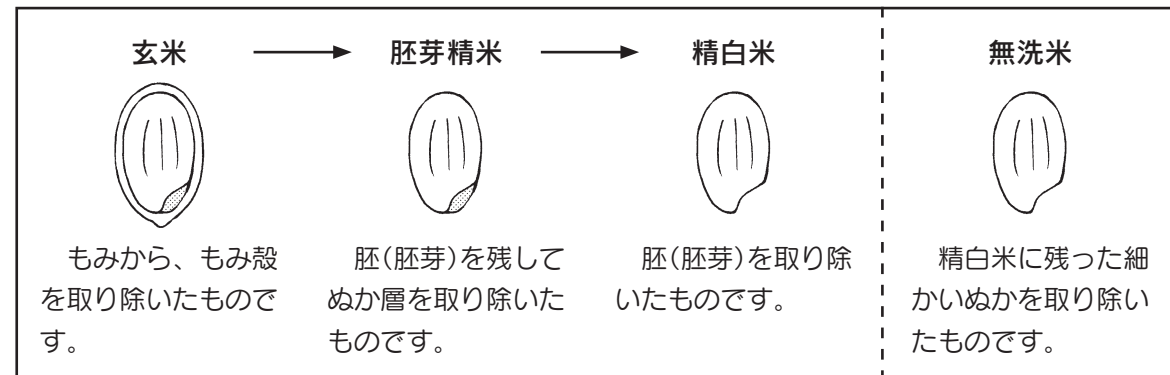 玄米
もみから、もみ殻
を取り除いたもので
す。
胚芽精米
胚(胚芽)を残して
ぬか層を取り除いた
ものです。
精白米
胚(胚芽)を取り除
いたものです。
無洗米
精白米に残った細
かいぬかを取り除い
たものです。